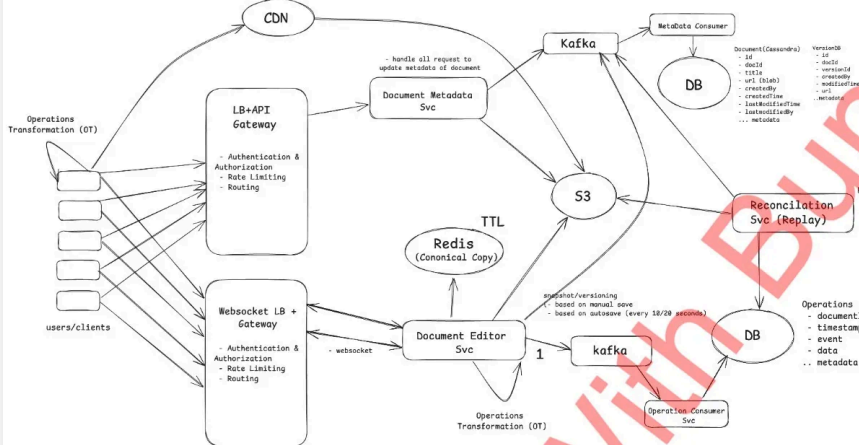 CDN
Kafka
MetaData Consumer
DB
Document(Cassandra)
- id
- docId
- title
- url (blob)
- createdBy
- createdTime
- lastModifiedTime
- lastmodifiedBy
... metadata
VersionDB
- id
- docId
- versionId
- createdBy
- modifiedTime
- url
..metadata
- handle all request to
update metadata of document
Document Metadata
Svc
LB+API
Gateway
- Authentication &
Authorization
- Rate Limiting
- Routing
Operations
Transformation (OT)
users/clients
S3
Reconcilation
Svc (Replay)
TTL
Redis
(Canonical Copy)
snapshot/versioning
- based on manual save
- based on autosave (every 10/20 seconds)
Websocket LB +
Gateway
- Authentication &
Authorization
- Rate Limiting
- Routing
- websocket
Document Editor
Svc
1
kafka
DB
Operations
- document
- timestamp
- event
- data
.. metadata
Operation Consumer
Svc
Operations
Transformation (OT)
With